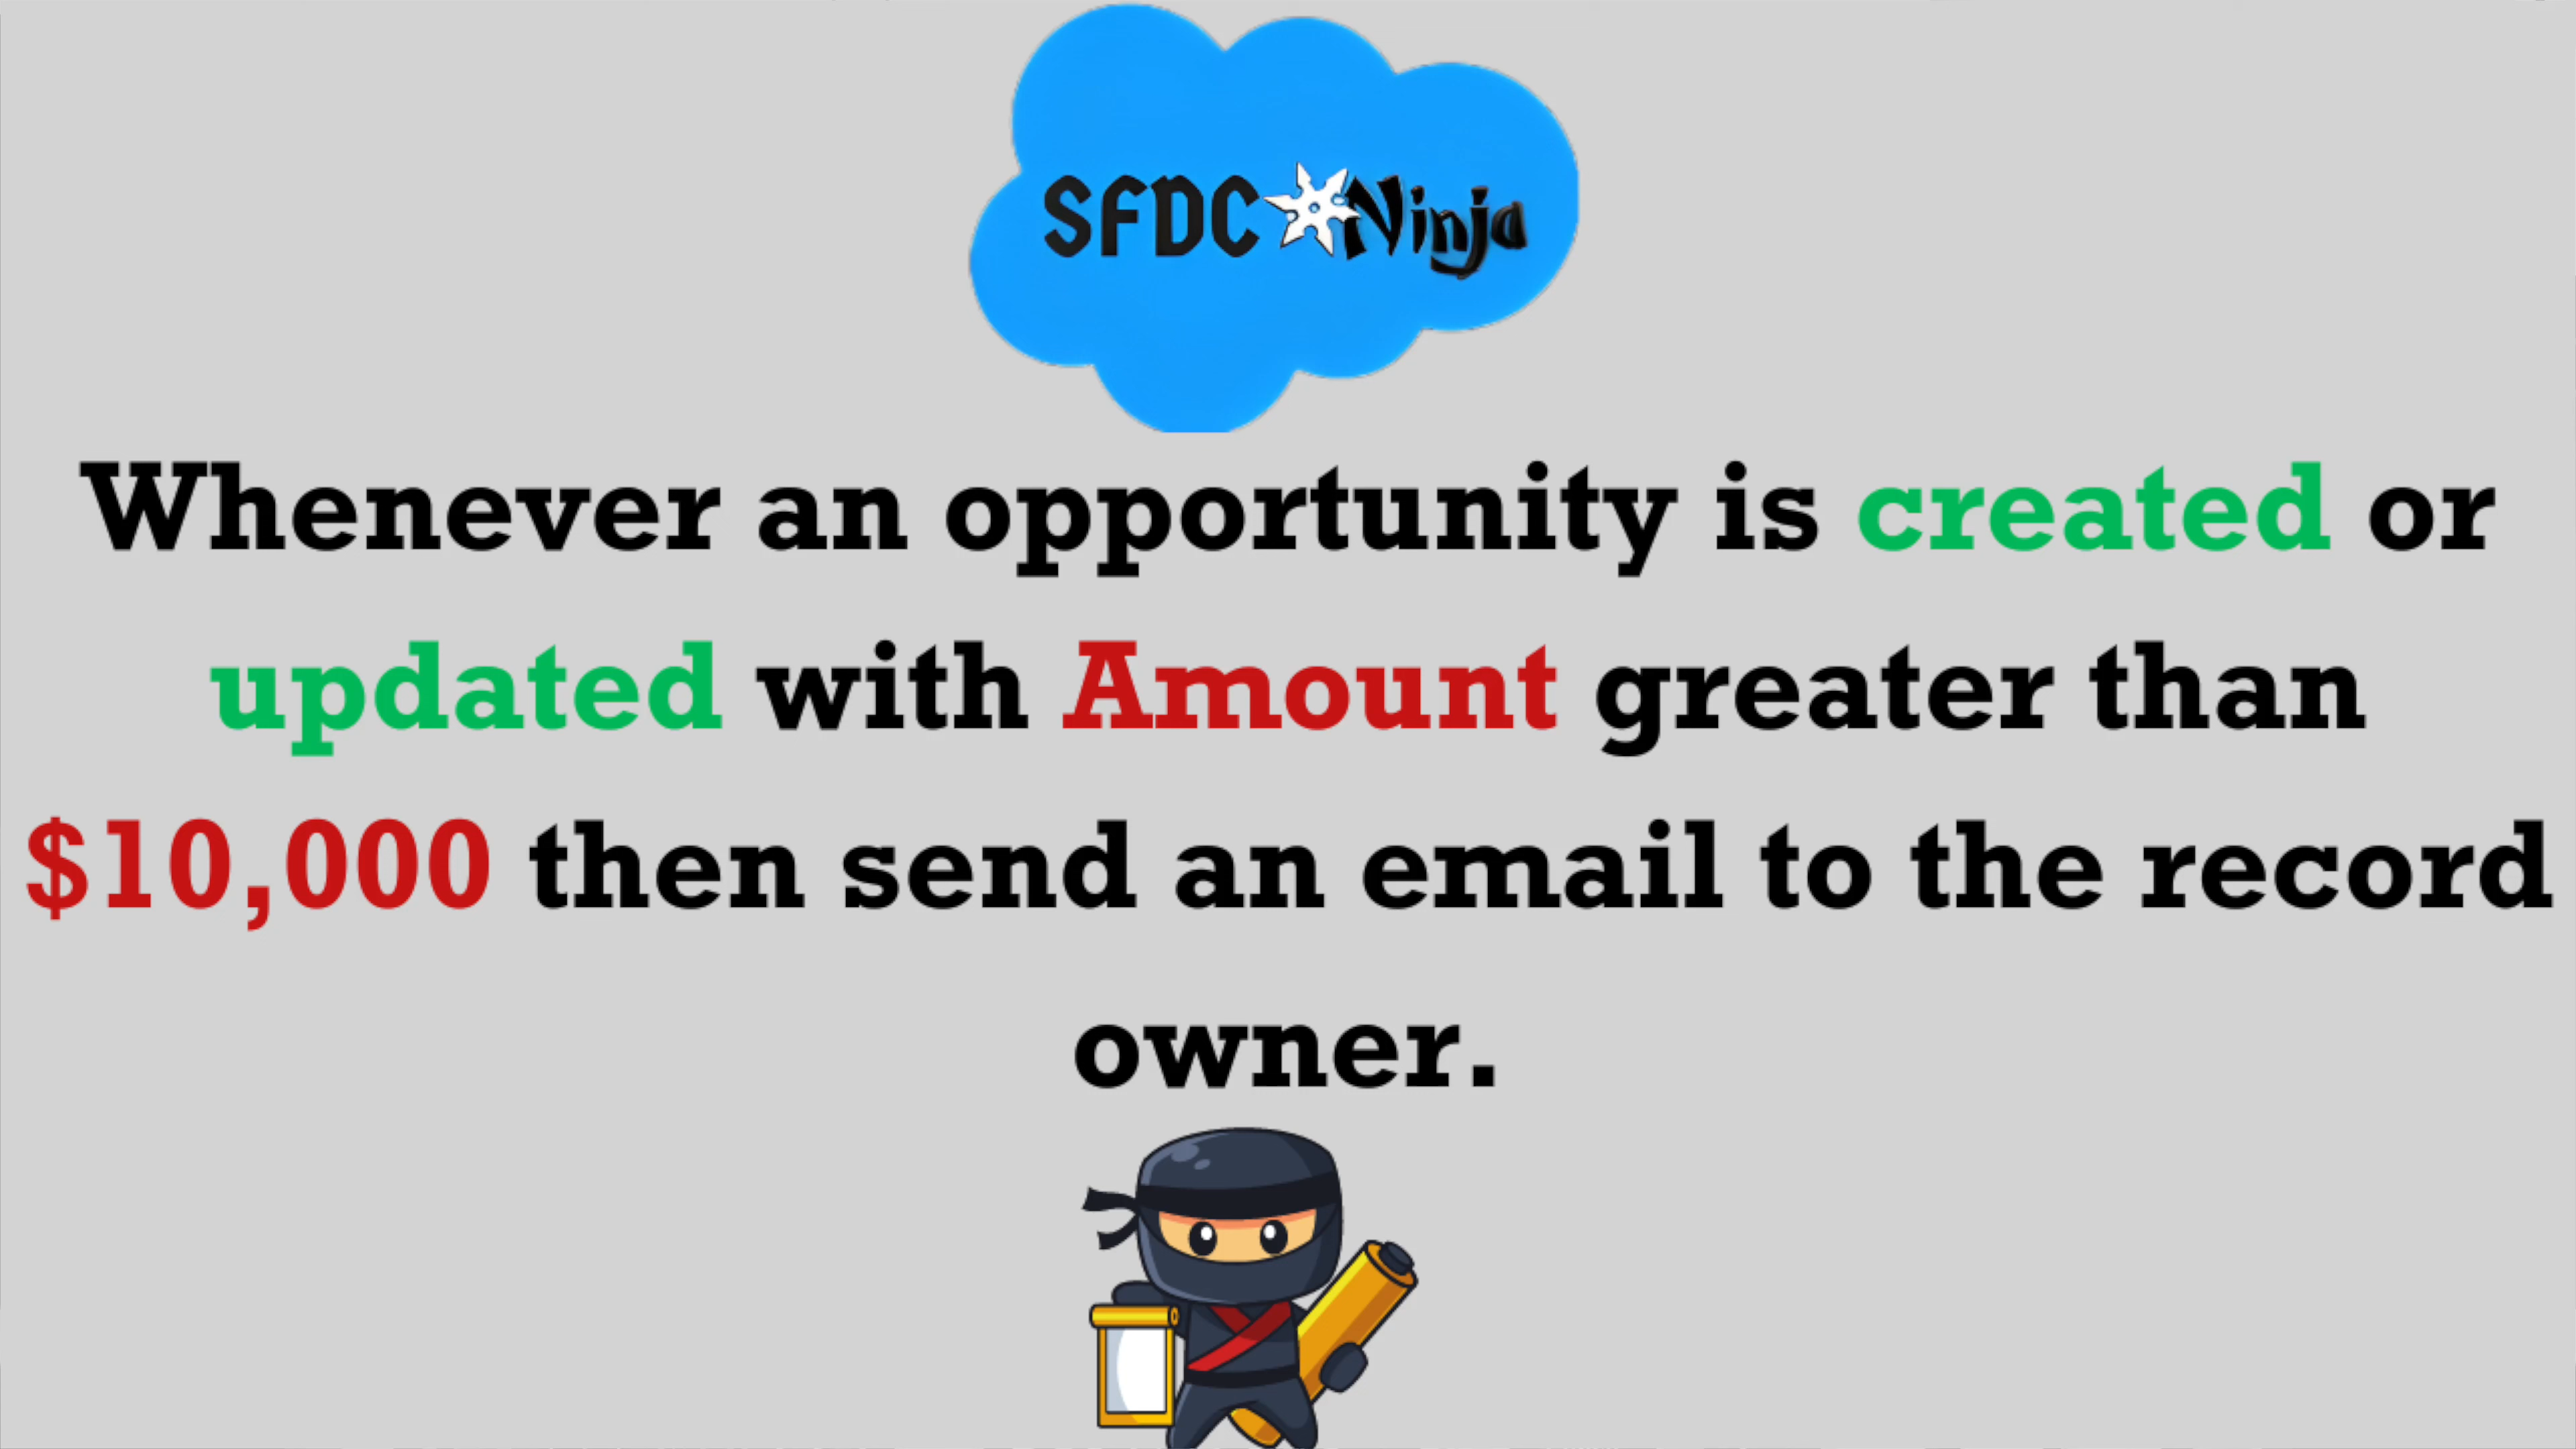 SFDC Ninja
Whenever an opportunity is created or
updated with Amount greater than
$10,000 then send an email to the record
owner.